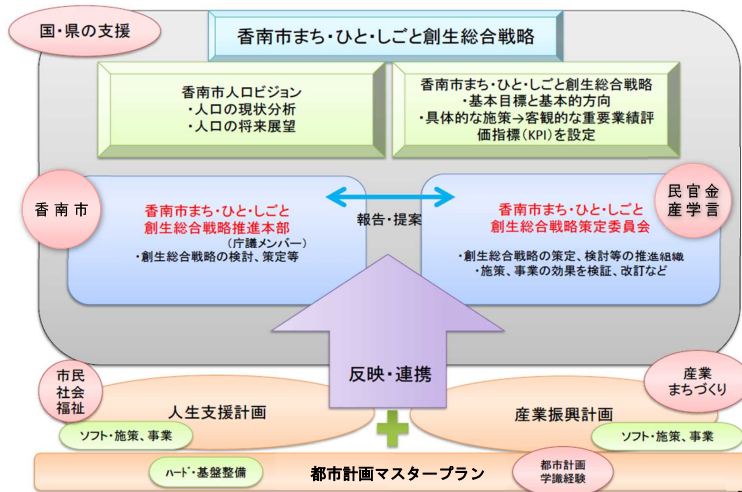 国・県の支援
香南市まち・ひと・しごと創生総合戦略
香南市人口ビジョン
・人口の現状分析
・人口の将来展望
香南市まち・ひと・しごと創生総合戦略
・基本目標と基本的方向
・具体的な施策→客観的な重要業績評
価指標(KPI)を設定
香南市
香南市まち・ひと・しごと
創生総合戦略推進本部
(庁議メンバー)
・創生総合戦略の検討、策定等
報告・提案
民官金
産学言
香南市まち・ひと・しごと
創生総合戦略策定委員会
・創生総合戦略の策定、検討等の推進組織
・施策、事業の効果を検証、改訂など
反映・連携
市民
社会
福祉
人生支援計画
ソフト・施策、事業
産業
まちづくり
産業振興計画
ソフト・施策、事業
ハード・基盤整備
都市計画マスタープラン
都市計画
学識経験